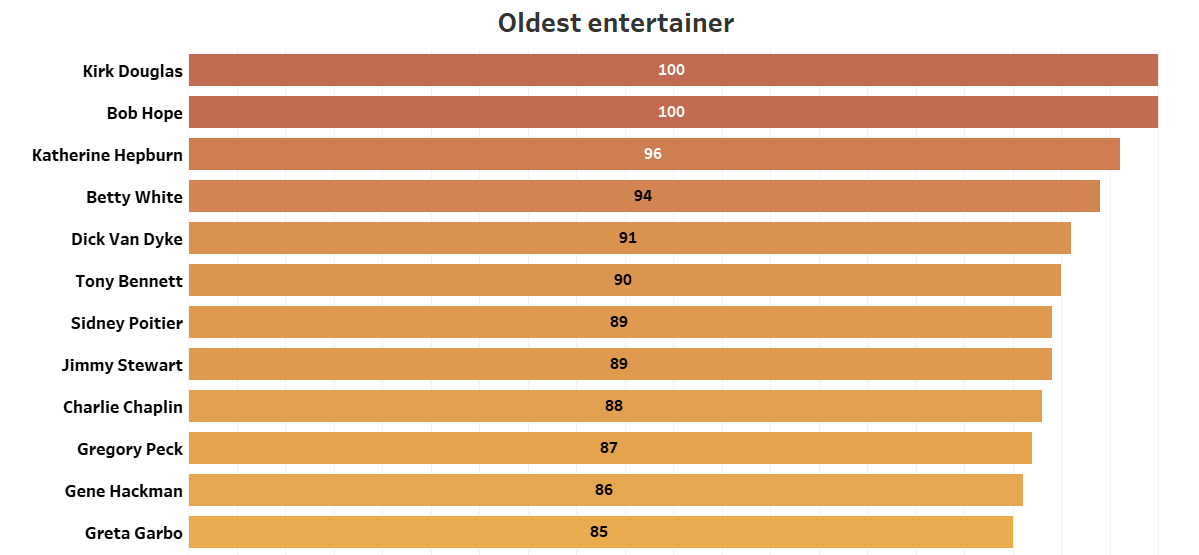 Oldest entertainer
Kirk Douglas 100
Bob Hope 100
Katherine Hepburn 96
Betty White 94
Dick Van Dyke 91
Tony Bennett 90
Sidney Poitier 89
Jimmy Stewart 89
Charlie Chaplin 88
Gregory Peck 87
Gene Hackman 86
Greta Garbo 85